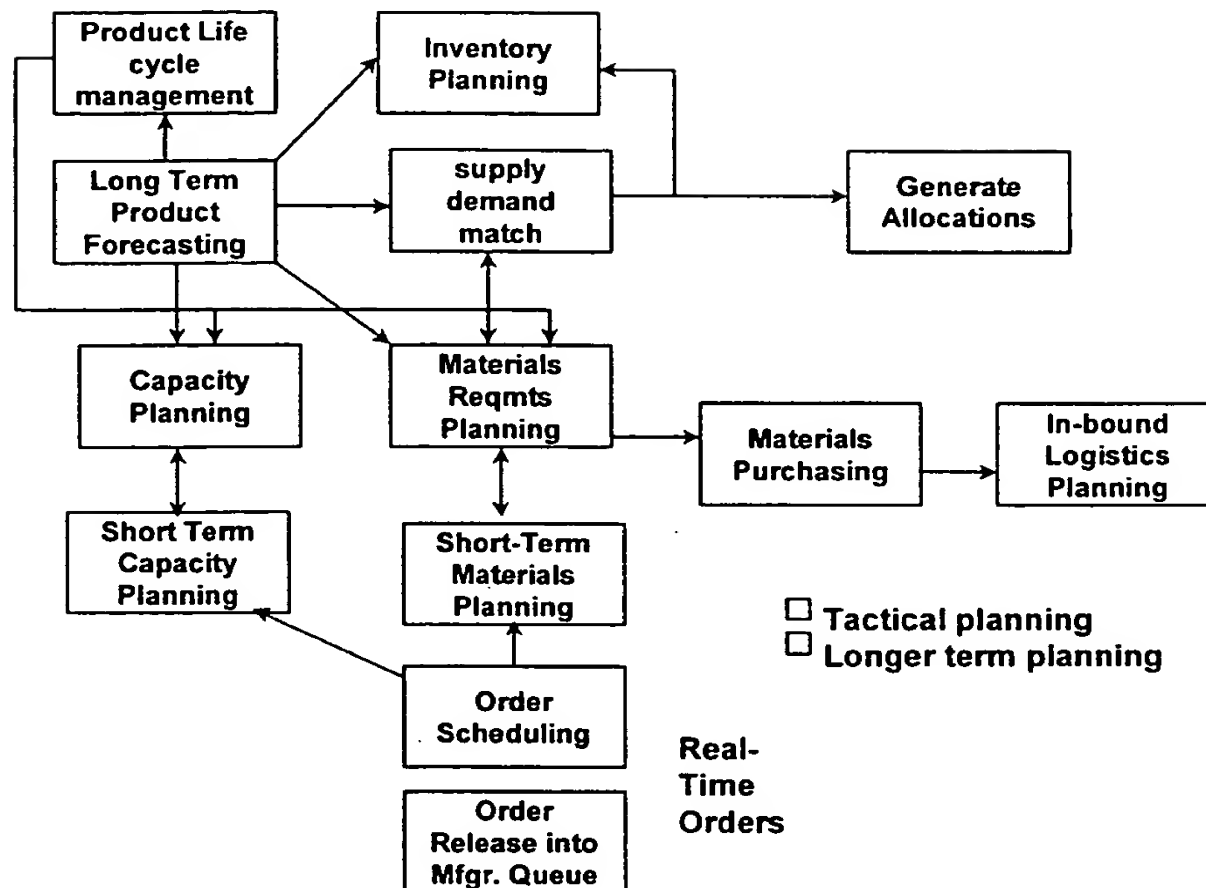 Product Life
cycle
management
Inventory
Planning
Long Term
Product
Forecasting
supply
demand
match
Generate
Allocations
Capacity
Planning
Materials
Reqmts
Planning
Materials
Purchasing
In-bound
Logistics
Planning
Short Term
Capacity
Planning
Short-Term
Materials
Planning
Tactical planning
Longer term planning
Order
Scheduling
Real-
Time
Orders
Order
Release into
Mfgr. Queue